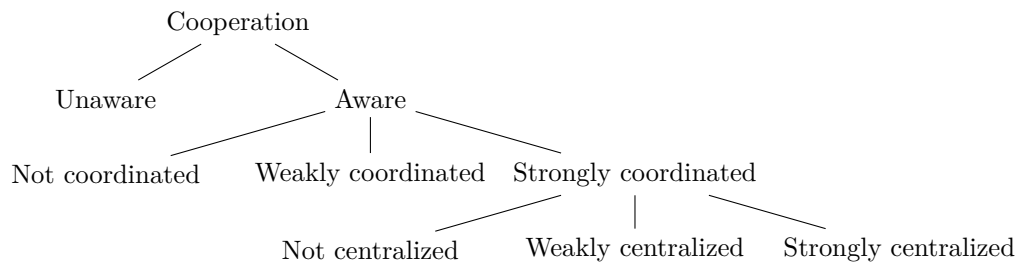 Cooperation
Unaware Aware
Not coordinated Weakly coordinated Strongly coordinated
Not centralized Weakly centralized Strongly centralized